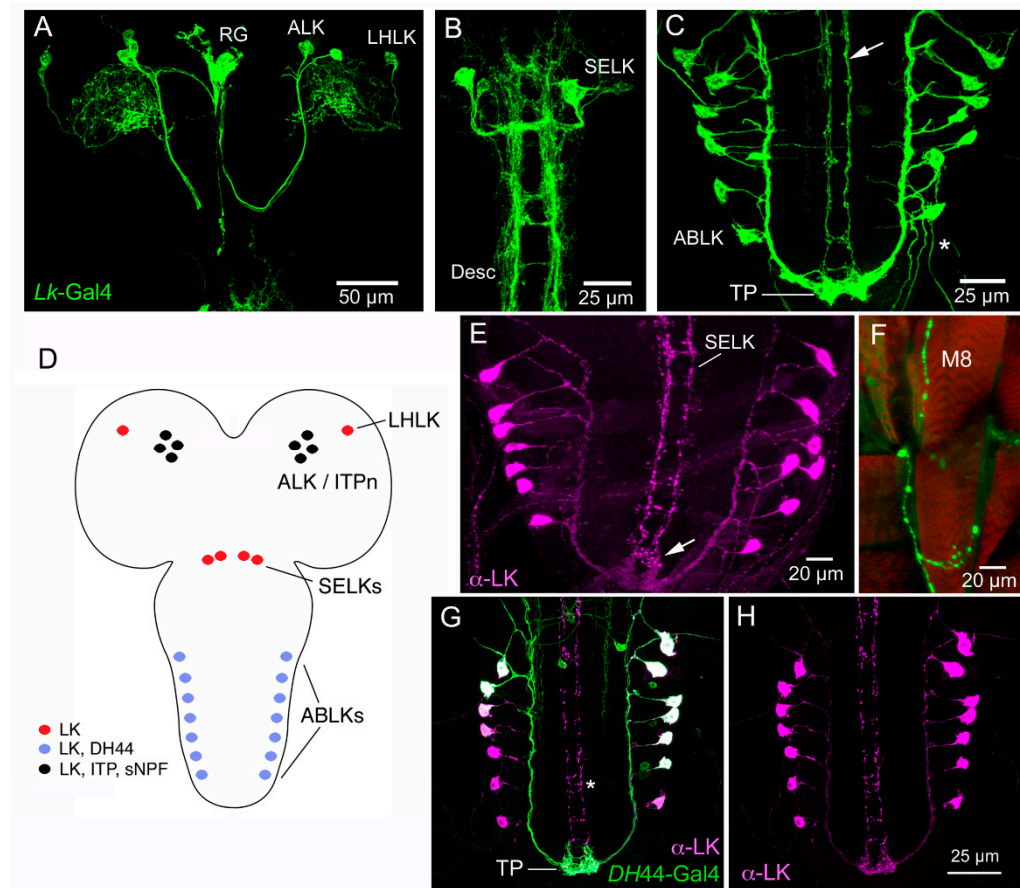 A
RG
ALK
LHLK
Lk-Gal4
50 µm
B
SELK
Desc
25 µm
C
ABLK
*
TP
25 µm
D
LHLK
ALK / ITPn
SELKs
ABLKs
LK
LK, DH44
LK, ITP, sNPF
E
SELK
α-LK
20 µm
F
M8
20 µm
G
*
TP
α-LK
DH44-Gal4
H
α-LK
25 µm